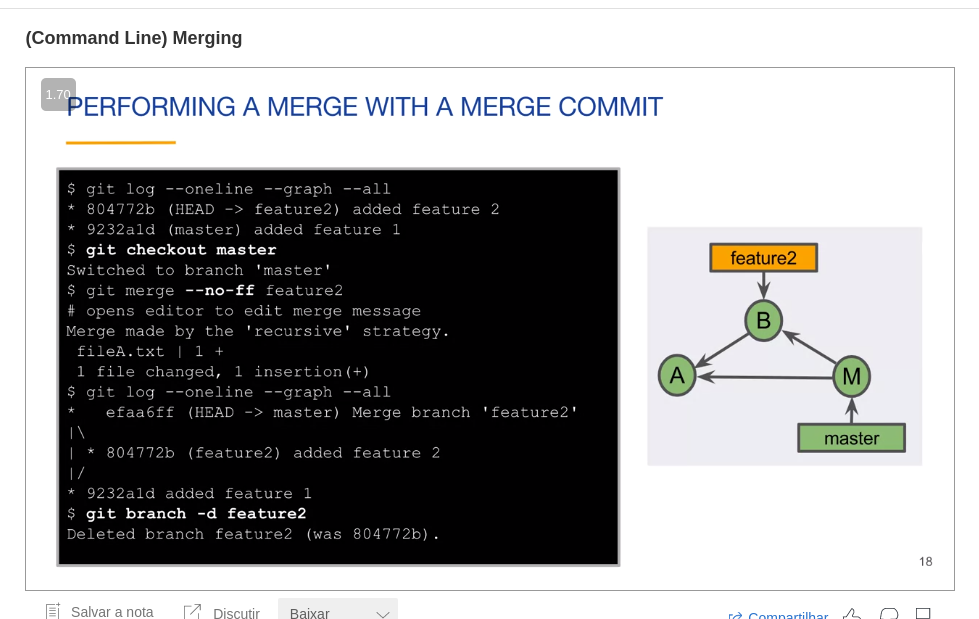 (Command Line) Merging
1.70
PERFORMING A MERGE WITH A MERGE COMMIT
$ git log --oneline --graph --all
* 804772b (HEAD -> feature2) added feature 2
* 9232a1d (master) added feature 1
$ git checkout master
Switched to branch 'master'
$ git merge --no-ff feature2
# opens editor to edit merge message
Merge made by the 'recursive' strategy.
 fileA.txt | 1 +
 1 file changed, 1 insertion(+)
$ git log --oneline --graph --all
*   efaa6ff (HEAD -> master) Merge branch 'feature2'
|\
| * 804772b (feature2) added feature 2
|/
* 9232a1d added feature 1
$ git branch -d feature2
Deleted branch feature2 (was 804772b).
feature2
B
A
M
master
18
Salvar a nota
Discutir
Baixar
Compartilhar